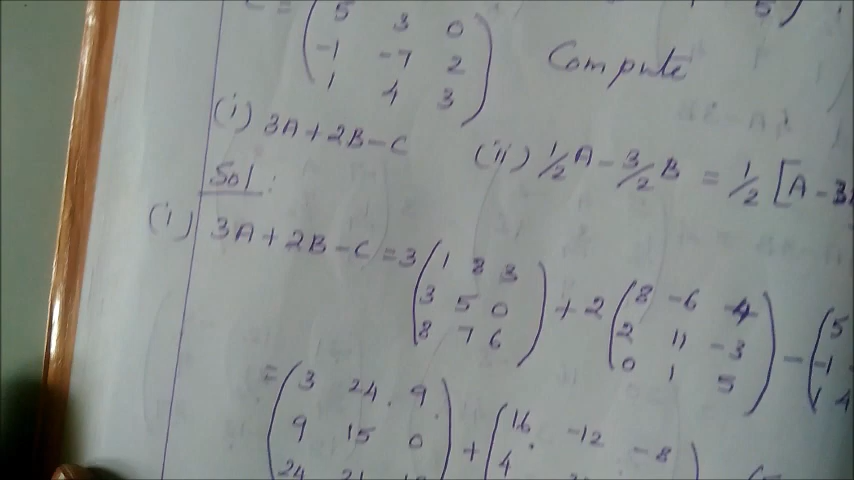 C = ( 5 3 0
-1 -7 2
1 4 3 )
5 )
Compute
(i) 3A + 2B - C (ii) 1/2 A - 3/2 B = 1/2 [A - 3
Sol :
(i) 3A + 2B - C = 3 ( 1 8 3 ) + 2 ( 8 -6 -4 ) - ( 5
3 5 0 2 11 -3 -1
8 7 6 0 1 5 1 4
= ( 3 24 9 ) + ( 16 -12 -8 )
9 15 0 4
24 21